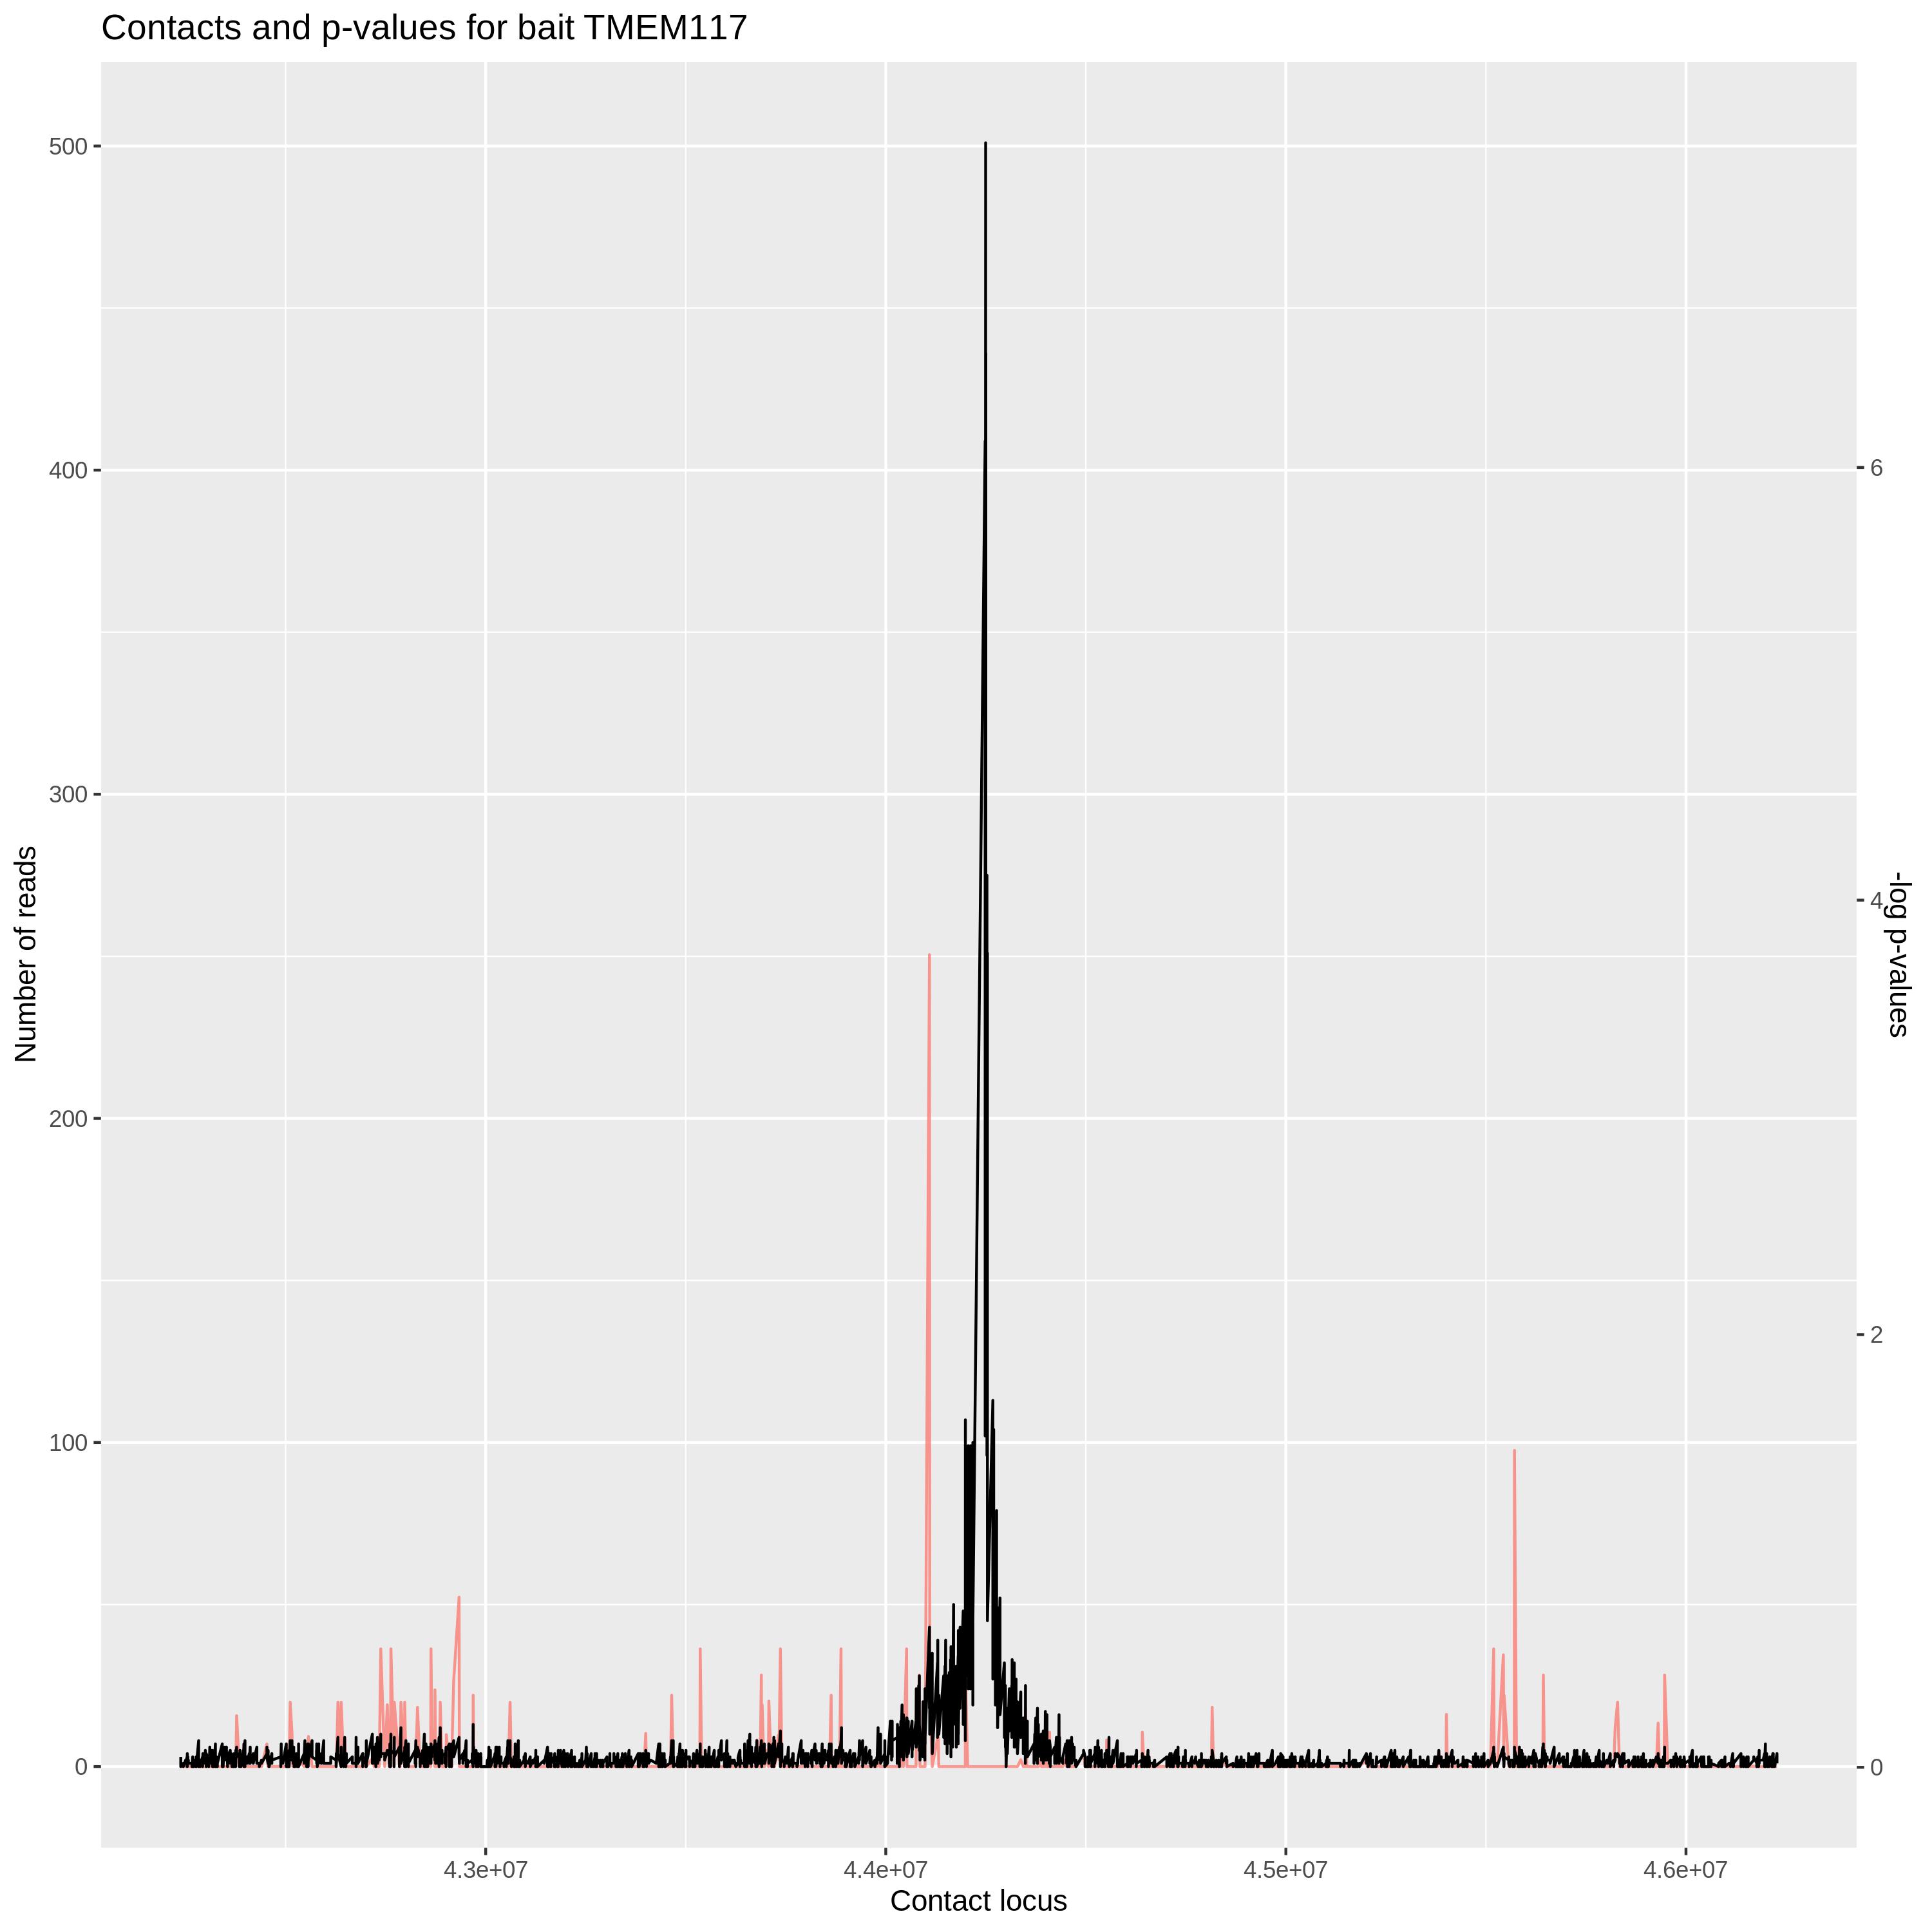 Contacts and p-values for bait TMEM117
500
400
300
200
100
0
Number of reads
6
4
2
0
-log p-values
4.3e+07
4.4e+07
4.5e+07
4.6e+07
Contact locus